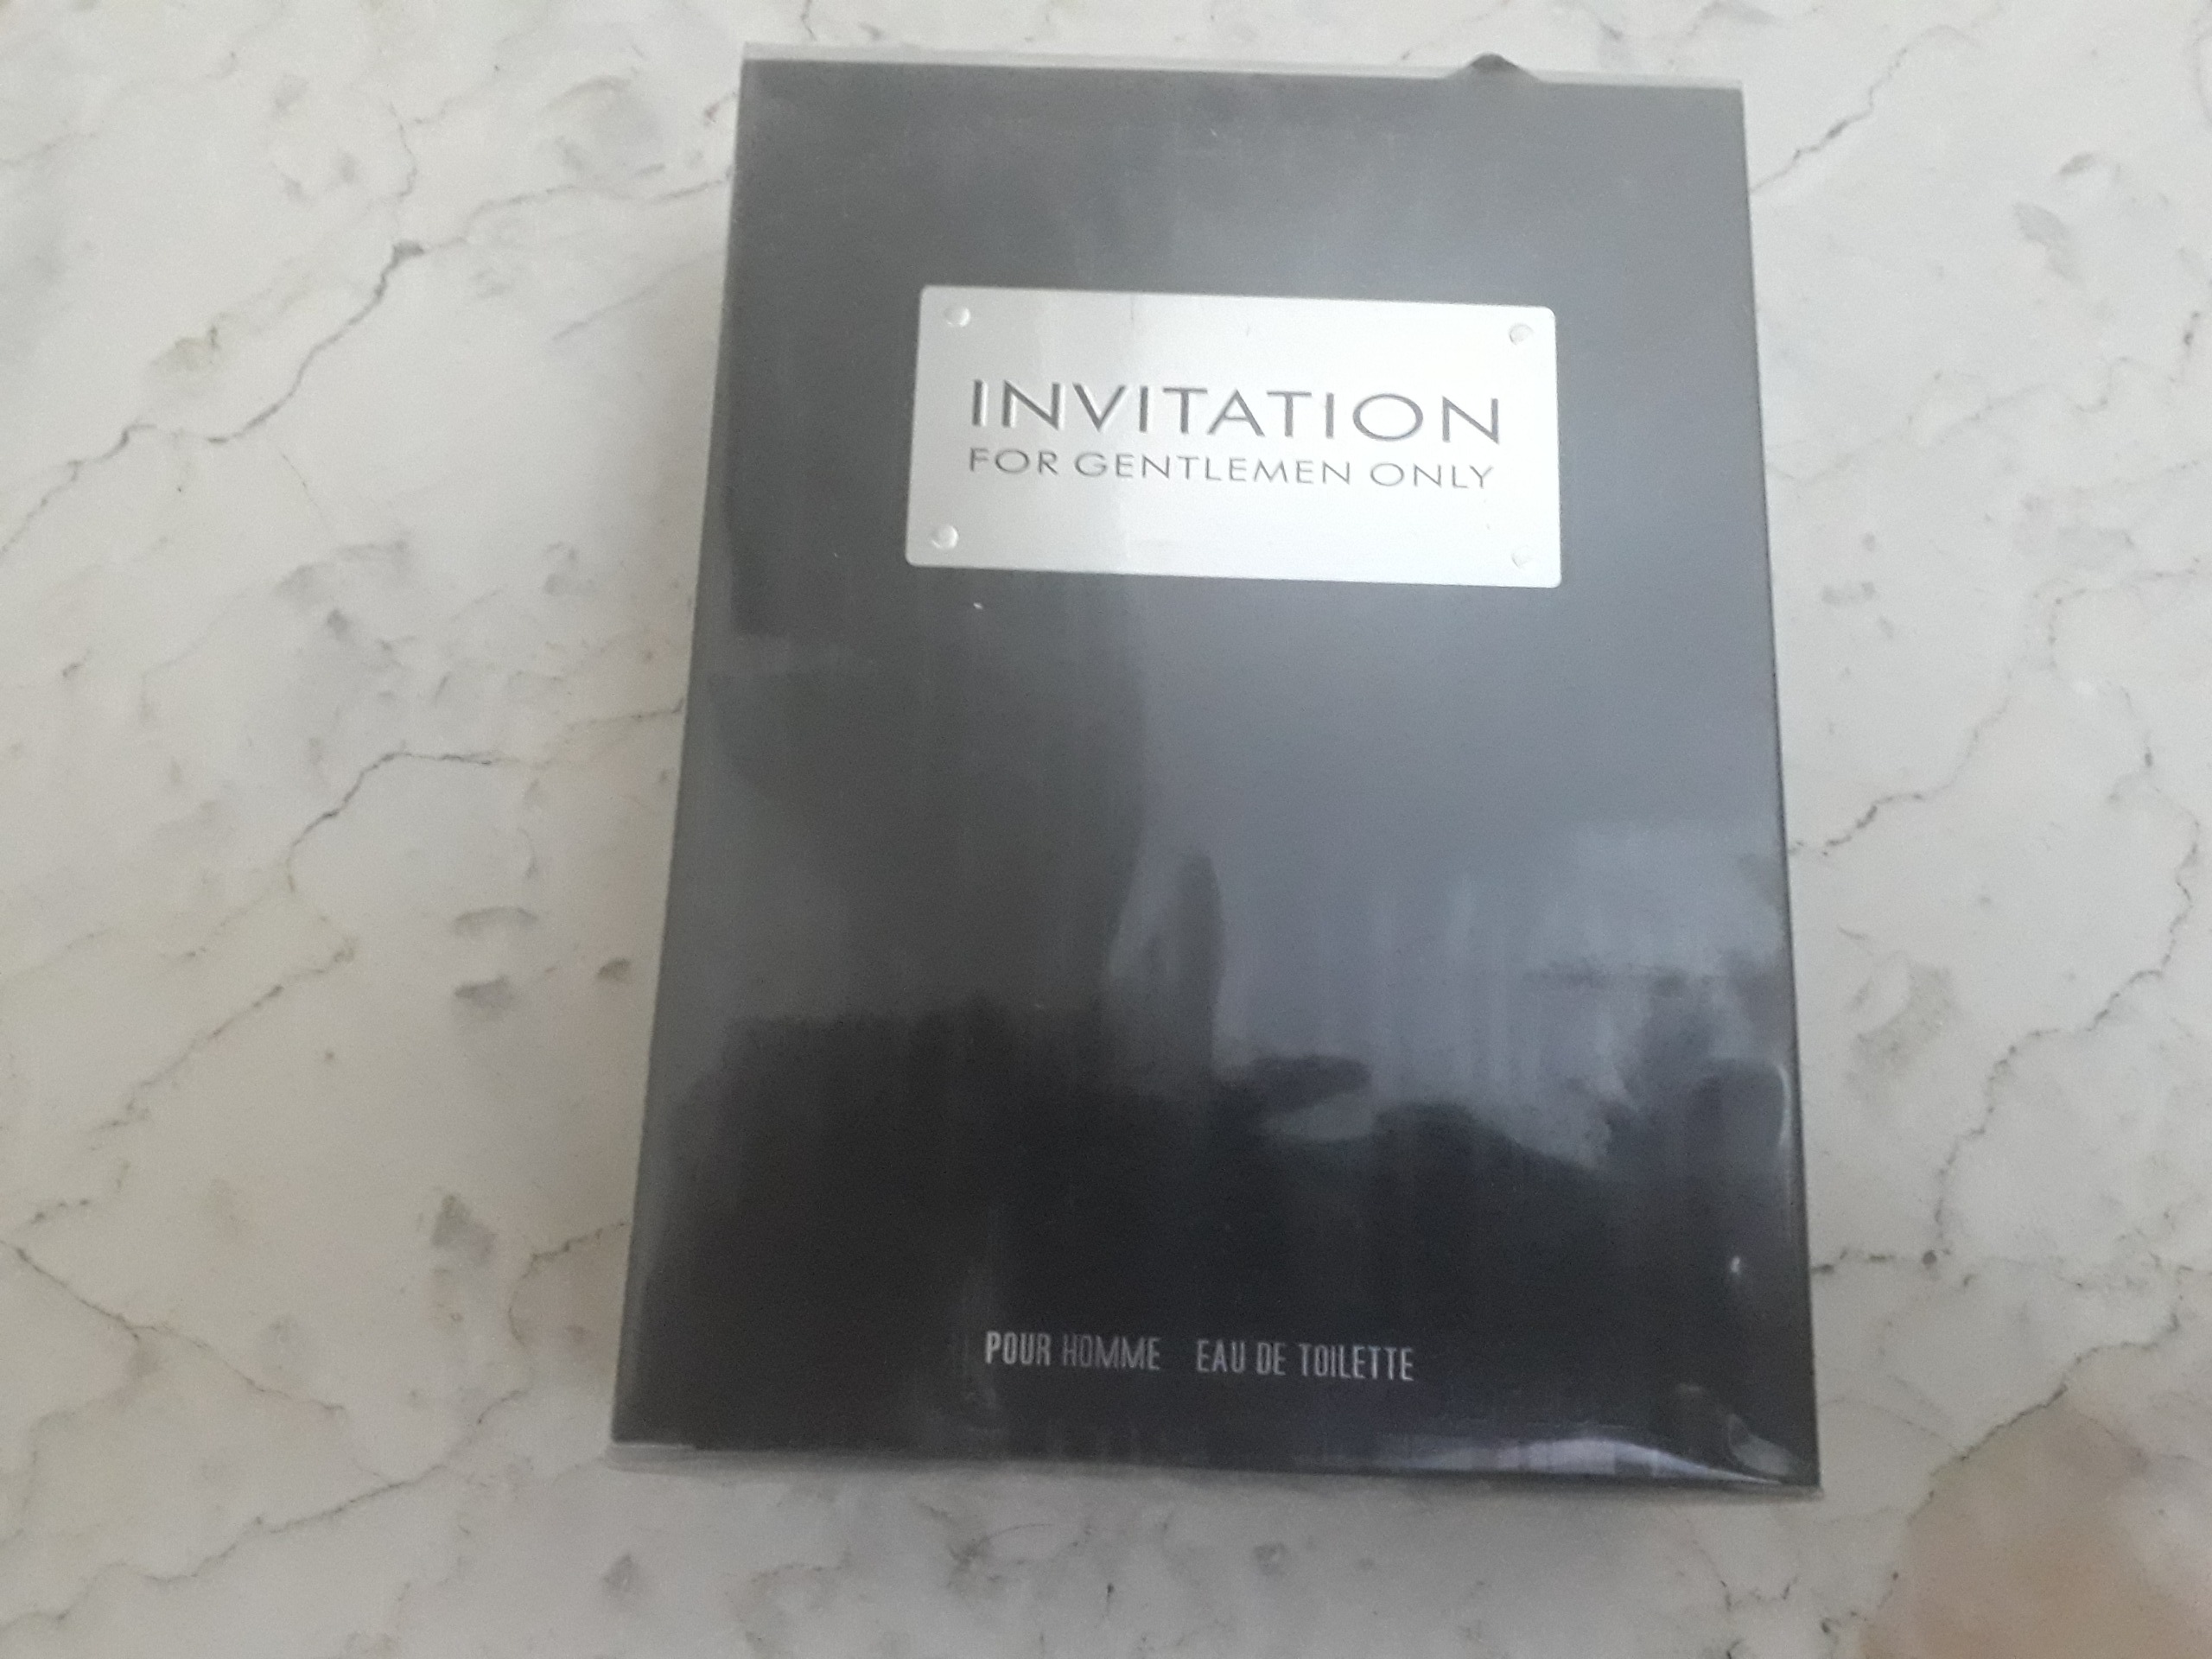 INVITATION
FOR GENTLEMEN ONLY
POUR HOMME EAU DE TOILETTE